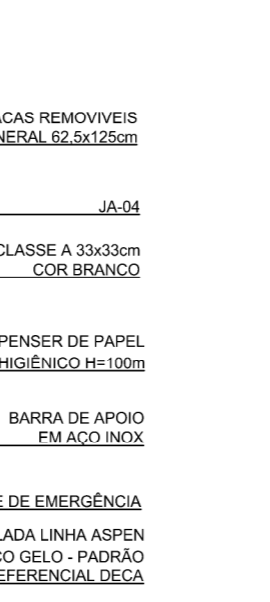 ACAS REMOVIVEIS
NERAL 62,5x125cm
JA-04
CLASSE A 33x33cm
COR BRANCO
PENSER DE PAPEL
HIGIÊNICO H=100m
BARRA DE APOIO
EM AÇO INOX
E DE EMERGÊNCIA
LADA LINHA ASPEN
CO GELO - PADRÃO
EFERENCIAL DECA